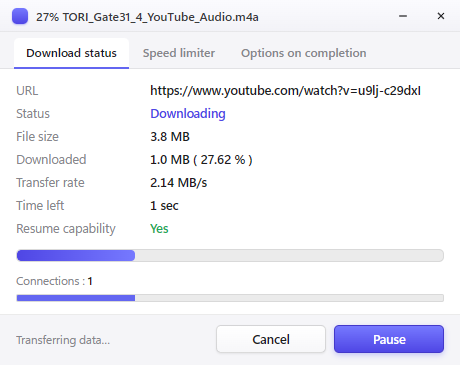 27% TORI_Gate31_4_YouTube_Audio.m4a
Download status Speed limiter Options on completion
URL https://www.youtube.com/watch?v=u9lj-c29dxI
Status Downloading
File size 3.8 MB
Downloaded 1.0 MB ( 27.62 % )
Transfer rate 2.14 MB/s
Time left 1 sec
Resume capability Yes
Connections : 1
Transferring data... Cancel Pause